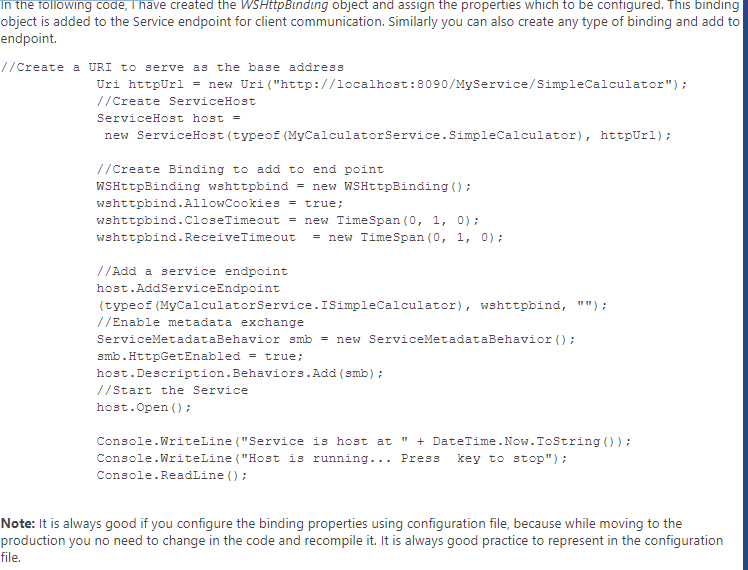 In the following code, I have created the WSHttpBinding object and assign the properties which to be configured. This binding
object is added to the Service endpoint for client communication. Similarly you can also create any type of binding and add to
endpoint.
//Create a URI to serve as the base address
Uri httpUrl = new Uri("http://localhost:8090/MyService/SimpleCalculator");
//Create ServiceHost
ServiceHost host =
new ServiceHost(typeof(MyCalculatorService.SimpleCalculator), httpUrl);
//Create Binding to add to end point
WSHttpBinding wshttpbind = new WSHttpBinding();
wshttpbind.AllowCookies = true;
wshttpbind.CloseTimeout = new TimeSpan(0, 1, 0);
wshttpbind.ReceiveTimeout  = new TimeSpan(0, 1, 0);
//Add a service endpoint
host.AddServiceEndpoint
(typeof(MyCalculatorService.ISimpleCalculator), wshttpbind, "");
//Enable metadata exchange
ServiceMetadataBehavior smb = new ServiceMetadataBehavior();
smb.HttpGetEnabled = true;
host.Description.Behaviors.Add(smb);
//Start the Service
host.Open();
Console.WriteLine("Service is host at " + DateTime.Now.ToString());
Console.WriteLine("Host is running... Press  key to stop");
Console.ReadLine();
Note: It is always good if you configure the binding properties using configuration file, because while moving to the
production you no need to change in the code and recompile it. It is always good practice to represent in the configuration
file.